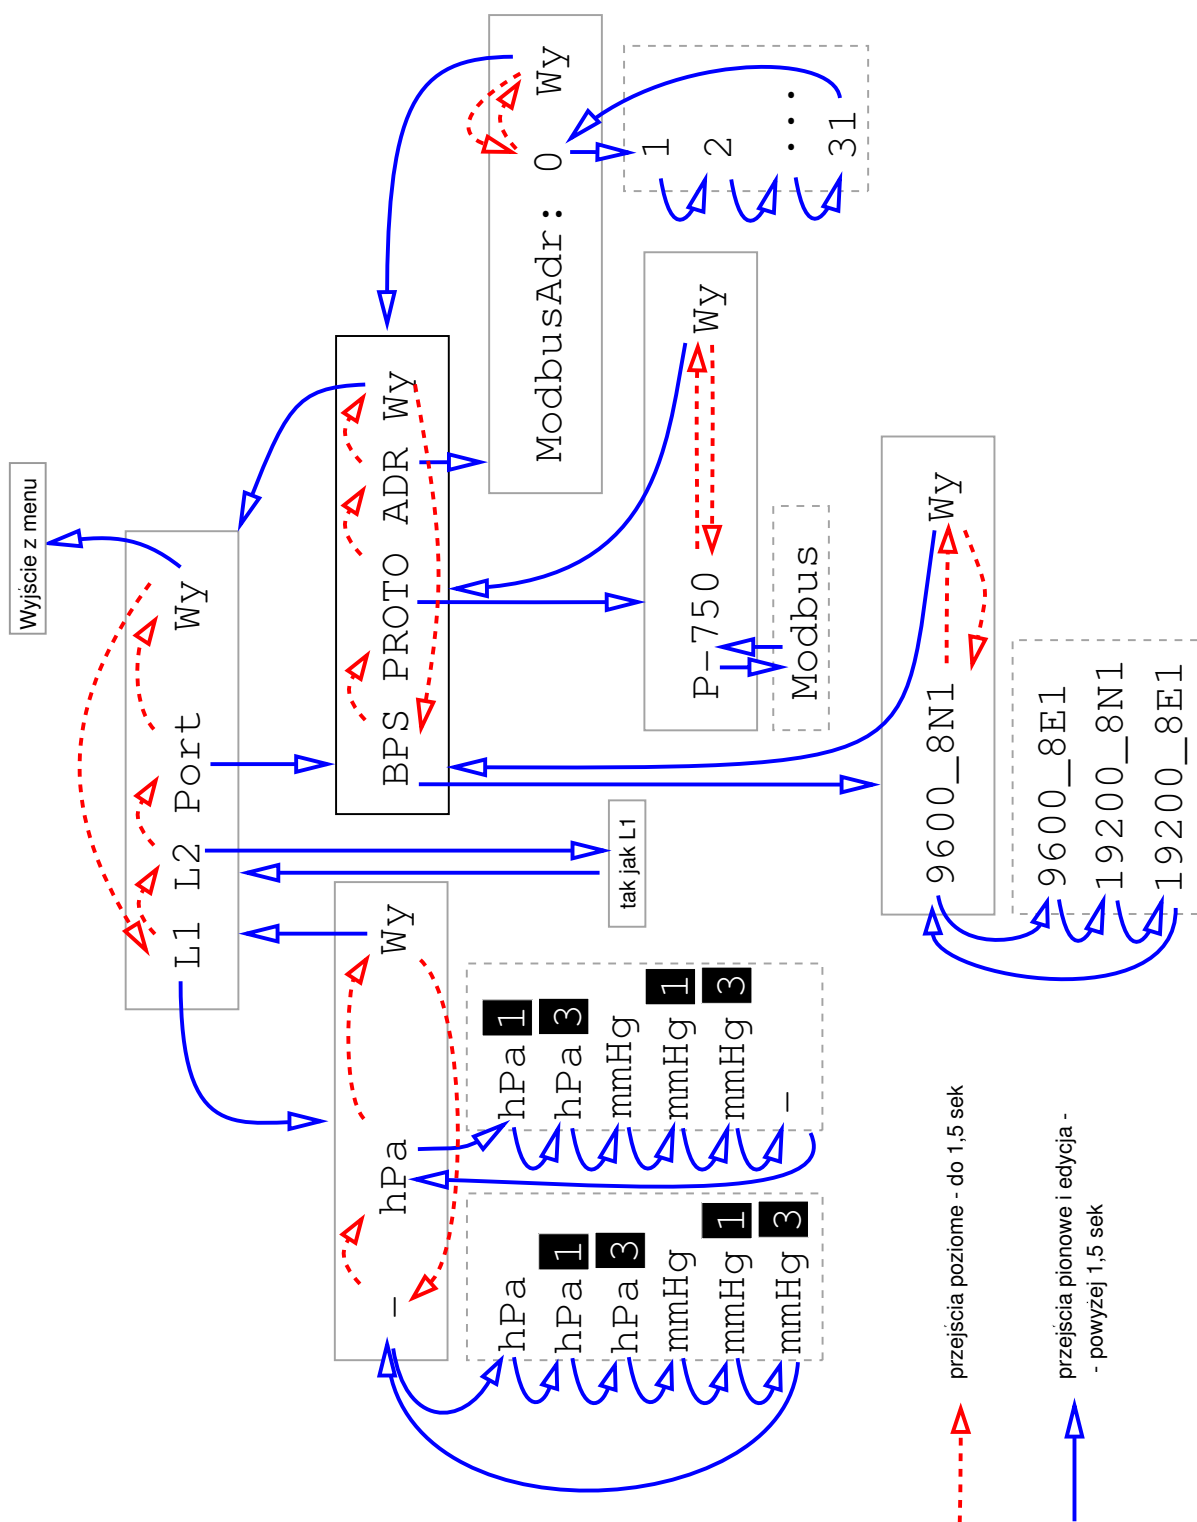 Wyjście z menu
L1 L2 Port Wy
- hPa Wy
BPS PROTO ADR Wy
ModbusAdr: 0 Wy
tak jak L1
hPa
hPa 1
hPa 3
mmHg
mmHg 1
mmHg 3
hPa 1
hPa 3
mmHg
mmHg 1
mmHg 3
-
P-750 Wy
Modbus
1
2
...
31
9600_8N1 Wy
9600_8E1
19200_8N1
19200_8E1
przejścia poziome - do 1,5 sek
przejścia pionowe i edycja -
- powyżej 1,5 sek